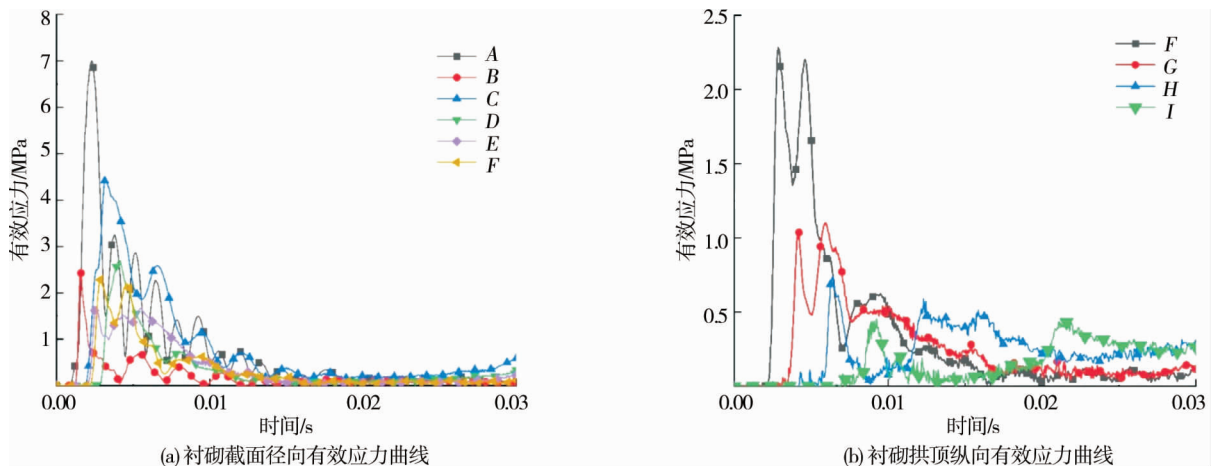 8
7
6
5
4
3
2
1
0.00
0.01
0.02
0.03
有效应力/MPa
时间/s
A
B
C
D
E
F
(a) 衬砌截面径向有效应力曲线
2.5
2.0
1.5
1.0
0.5
0.00
0.01
0.02
0.03
有效应力/MPa
时间/s
F
G
H
I
(b) 衬砌拱顶纵向有效应力曲线